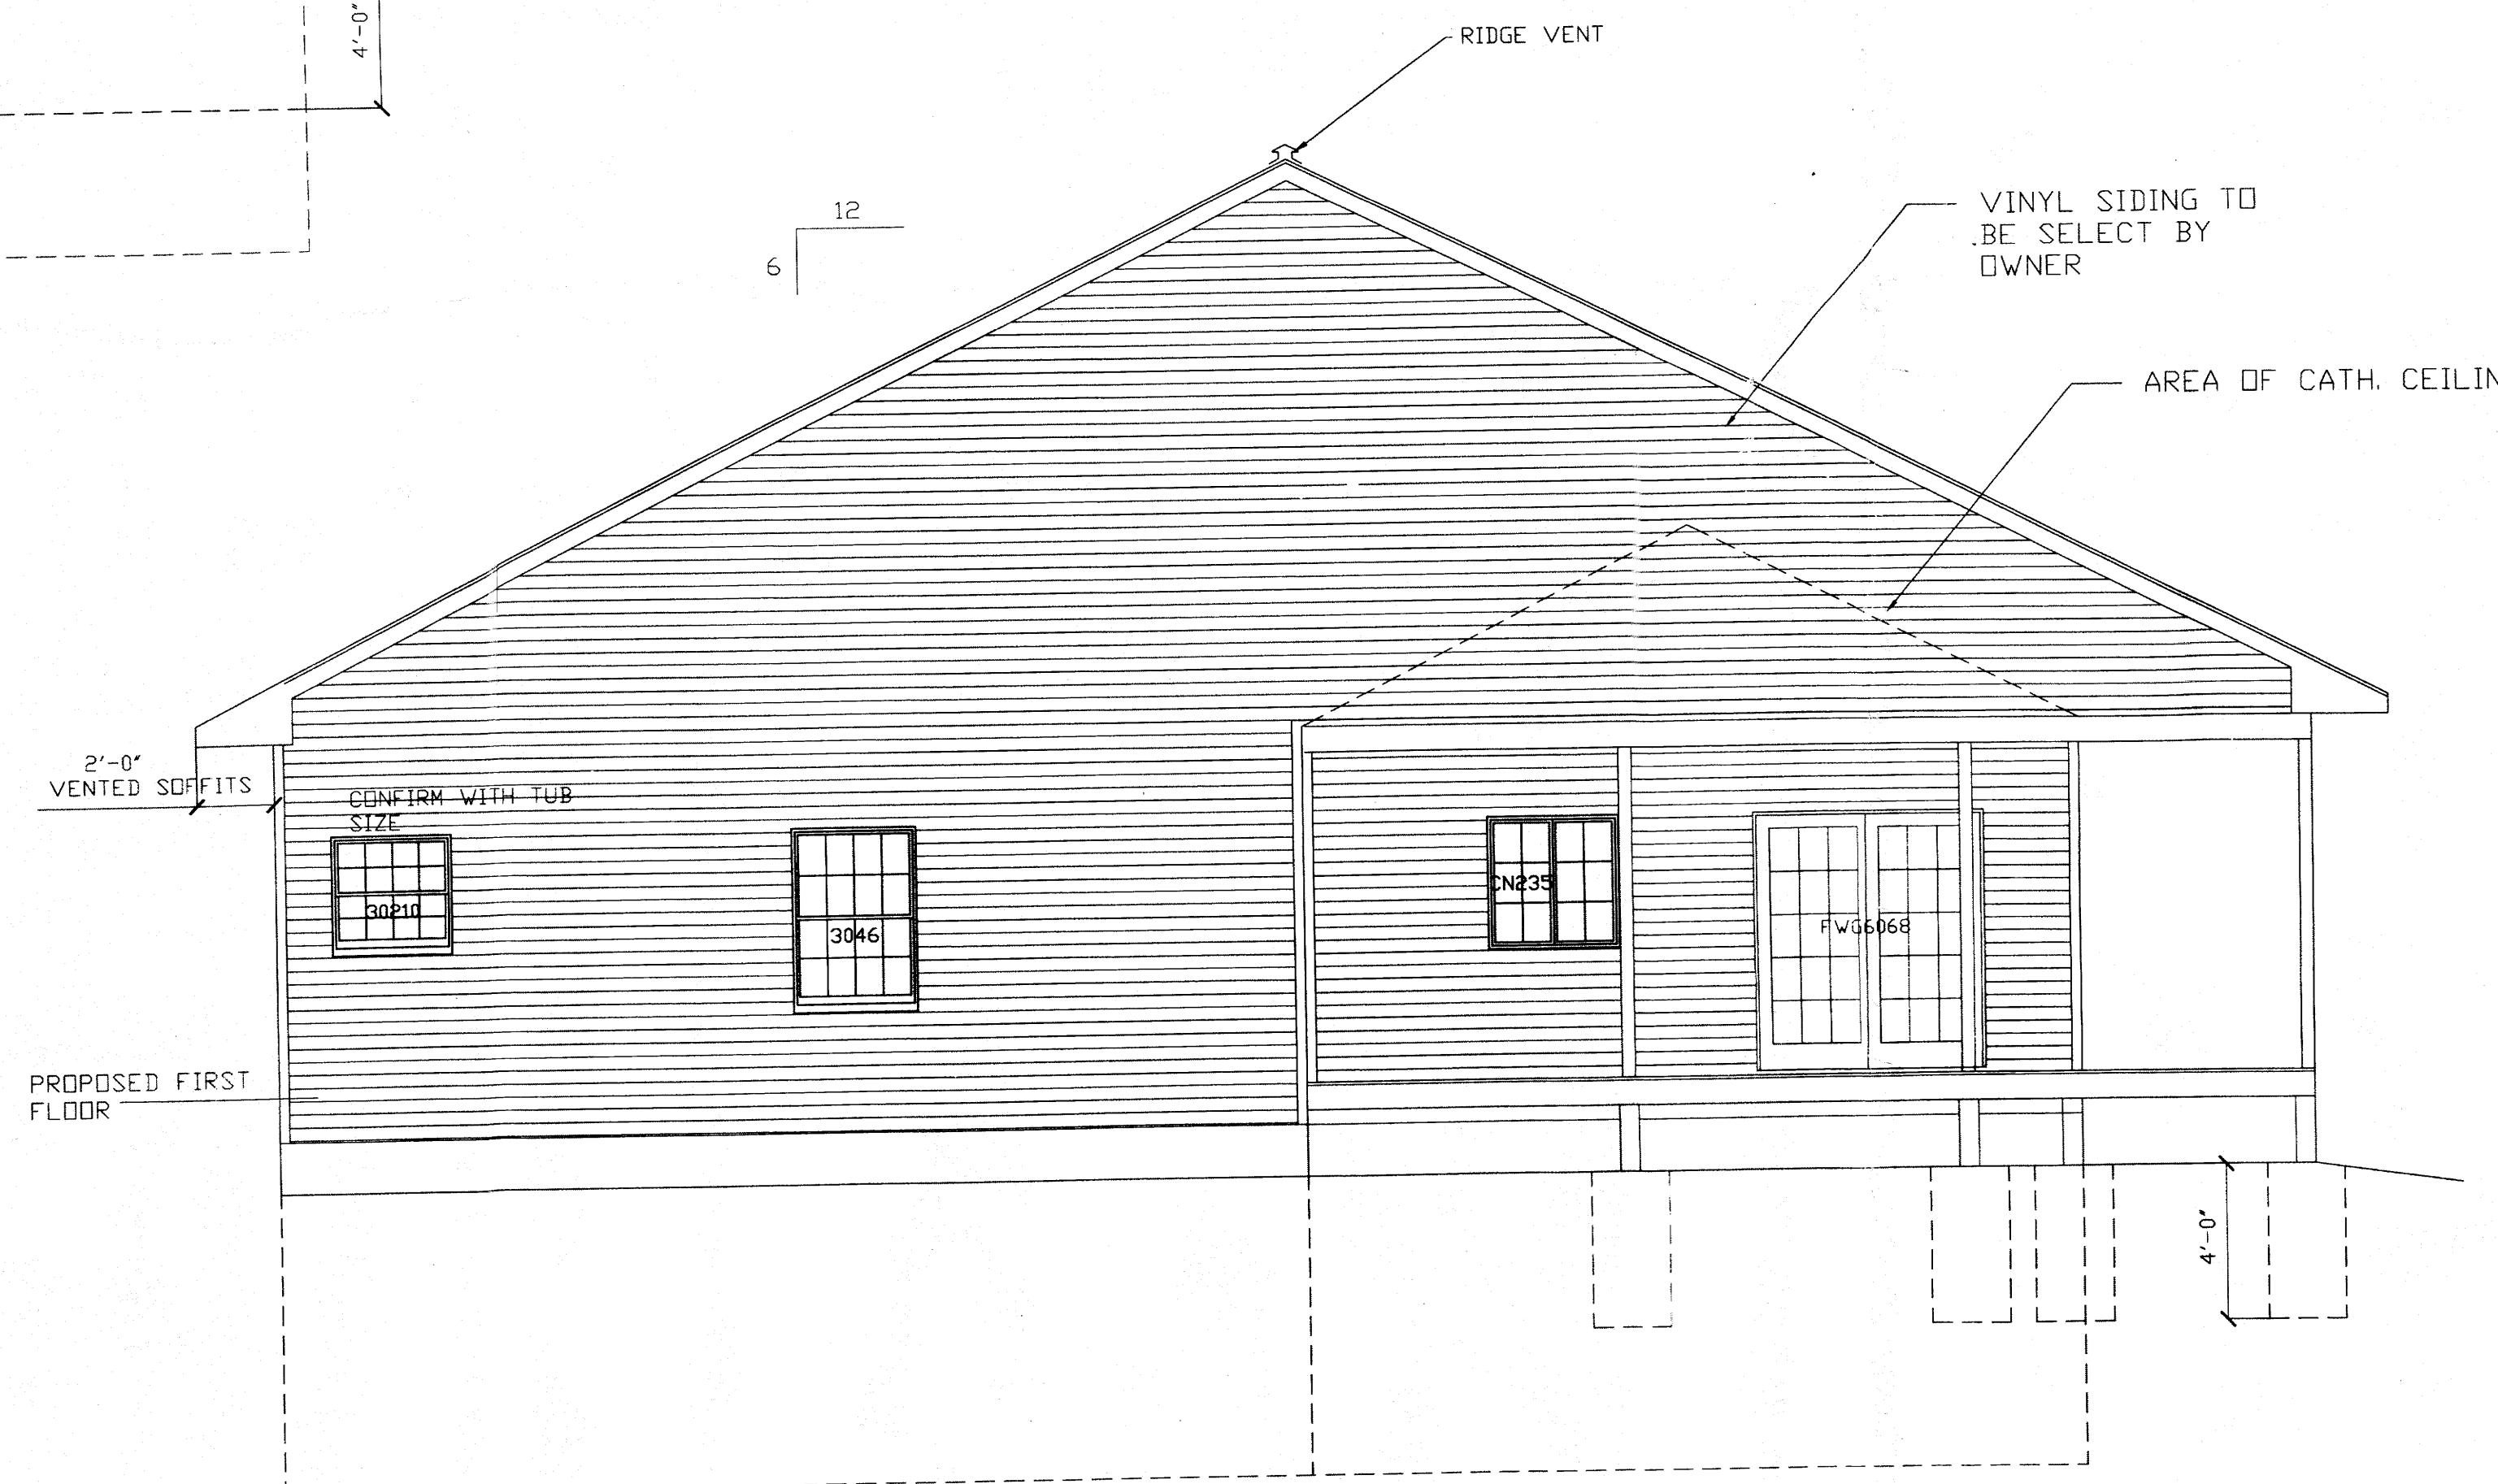 4'-0"
RIDGE VENT
12
6
VINYL SIDING TO
BE SELECT BY
OWNER
AREA OF CATH. CEILIN
2'-0"
VENTED SOFFITS
CONFIRM WITH TUB
SIZE
30210
3046
CN235
FWG6068
PROPOSED FIRST
FLOOR
4'-0"